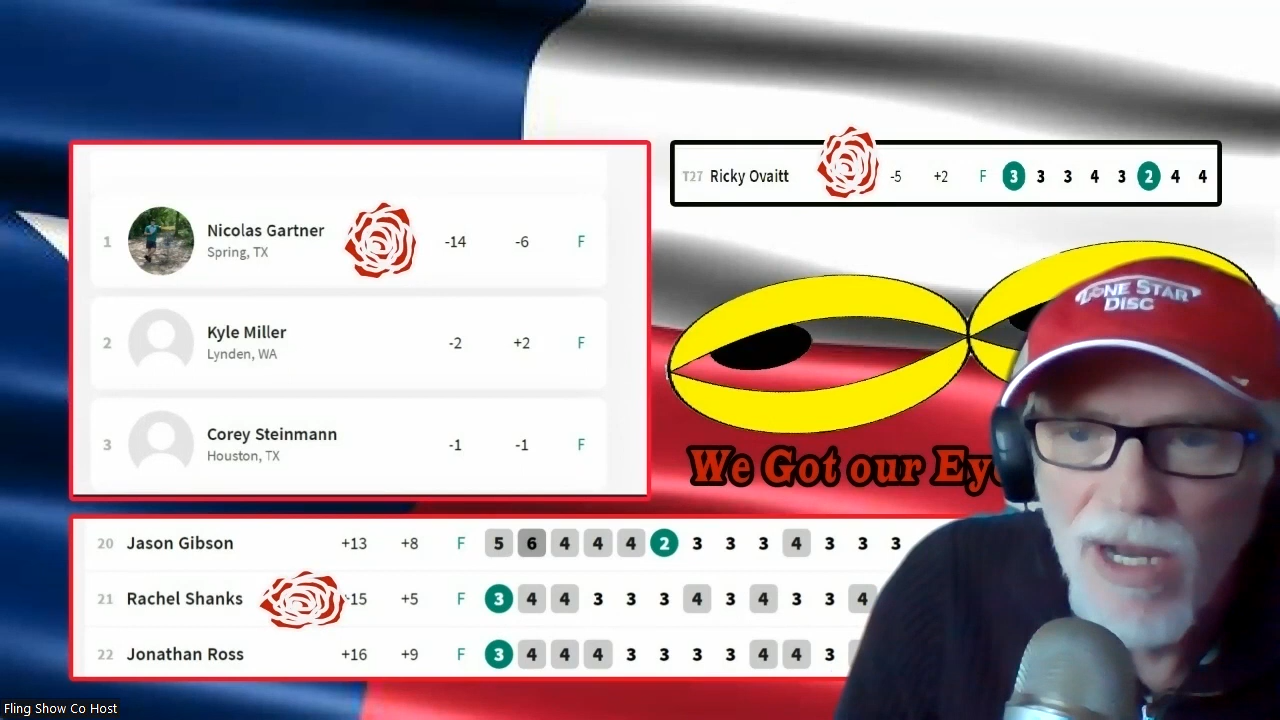 1 Nicolas Gartner -14 -6 F
Spring, TX
2 Kyle Miller -2 +2 F
Lynden, WA
3 Corey Steinmann -1 -1 F
Houston, TX
T27 Ricky Ovaitt -5 +2 F 3 3 3 4 3 2 4 4
LONE STAR
DISC
We Got our
20 Jason Gibson +13 +8 F 5 6 4 4 4 2 3 3 3 4 3 3 3
21 Rachel Shanks 15 +5 F 3 4 4 3 3 3 4 3 4 3 3 4
22 Jonathan Ross +16 +9 F 3 4 4 4 3 3 3 3 4 4 3
Fling Show Co Host